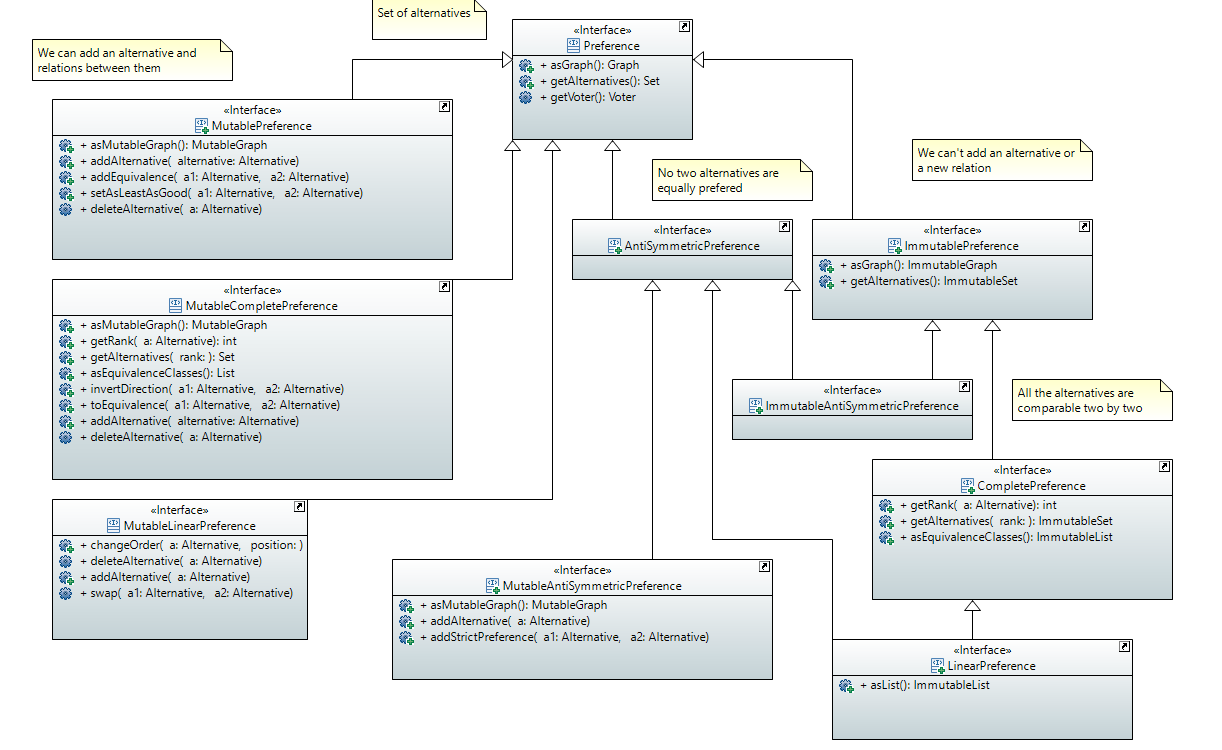 Set of alternatives
«Interface»
Preference
+ asGraph(): Graph
+ getAlternatives(): Set
+ getVoter(): Voter
We can add an alternative and
relations between them
«Interface»
MutablePreference
+ asMutableGraph(): MutableGraph
+ addAlternative( alternative: Alternative)
+ addEquivalence( a1: Alternative, a2: Alternative)
+ setAsLeastAsGood( a1: Alternative, a2: Alternative)
+ deleteAlternative( a: Alternative)
We can't add an alternative or
a new relation
No two alternatives are
equally prefered
«Interface»
AntiSymmetricPreference
«Interface»
ImmutablePreference
+ asGraph(): ImmutableGraph
+ getAlternatives(): ImmutableSet
«Interface»
MutableCompletePreference
+ asMutableGraph(): MutableGraph
+ getRank( a: Alternative): int
+ getAlternatives( rank: ): Set
+ asEquivalenceClasses(): List
+ invertDirection( a1: Alternative, a2: Alternative)
+ toEquivalence( a1: Alternative, a2: Alternative)
+ addAlternative( alternative: Alternative)
+ deleteAlternative( a: Alternative)
«Interface»
ImmutableAntiSymmetricPreference
All the alternatives are
comparable two by two
«Interface»
CompletePreference
+ getRank( a: Alternative): int
+ getAlternatives( rank: ): ImmutableSet
+ asEquivalenceClasses(): ImmutableList
«Interface»
MutableLinearPreference
+ changeOrder( a: Alternative, position: )
+ deleteAlternative( a: Alternative)
+ addAlternative( a: Alternative)
+ swap( a1: Alternative, a2: Alternative)
«Interface»
MutableAntiSymmetricPreference
+ asMutableGraph(): MutableGraph
+ addAlternative( a: Alternative)
+ addStrictPreference( a1: Alternative, a2: Alternative)
«Interface»
LinearPreference
+ asList(): ImmutableList